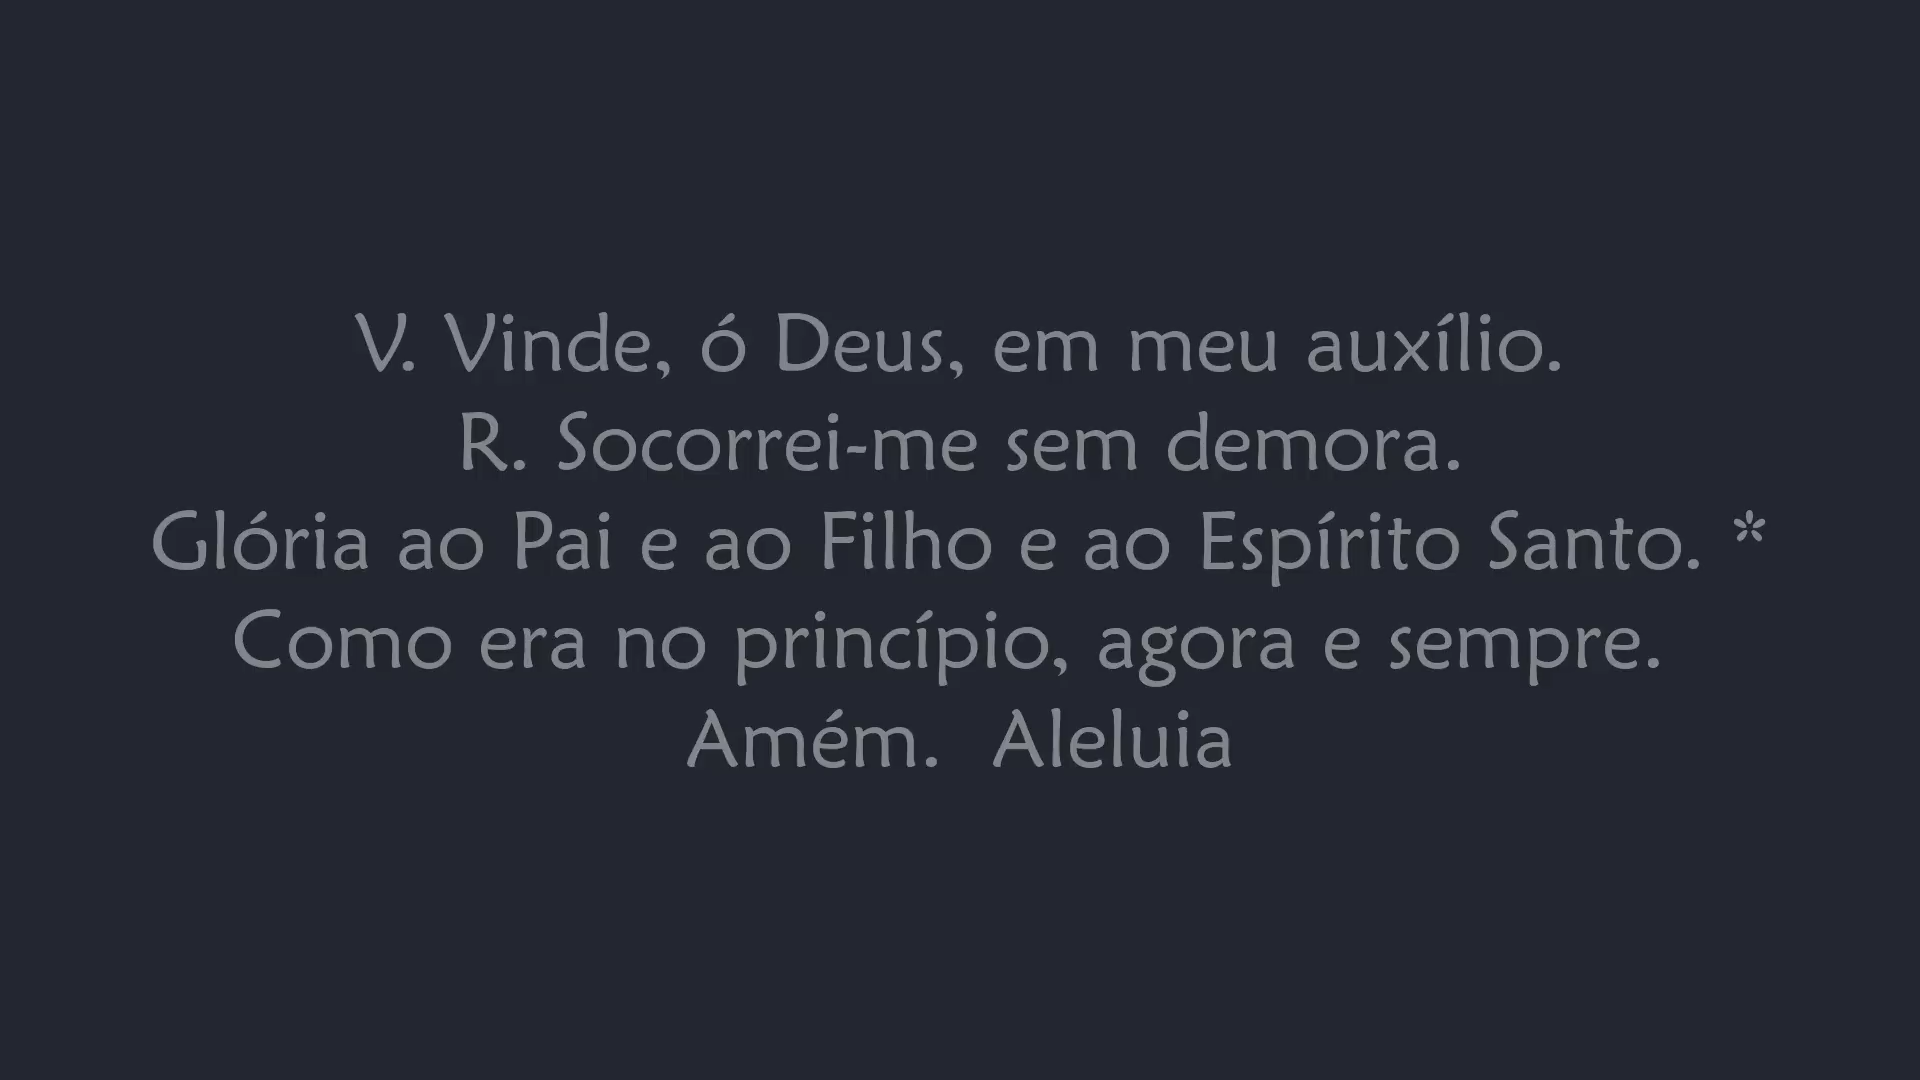 V. Vinde, ó Deus, em meu auxílio.
R. Socorrei-me sem demora.
Glória ao Pai e ao Filho e ao Espírito Santo. *
Como era no princípio, agora e sempre.
Amém.  Aleluia